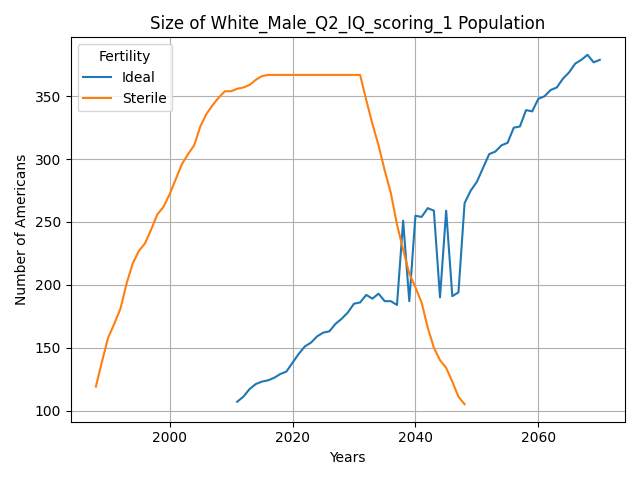 Size of White_Male_Q2_IQ_scoring_1 Population
Fertility
Ideal
Sterile
Number of Americans
350
300
250
200
150
100
2000
2020
2040
2060
Years